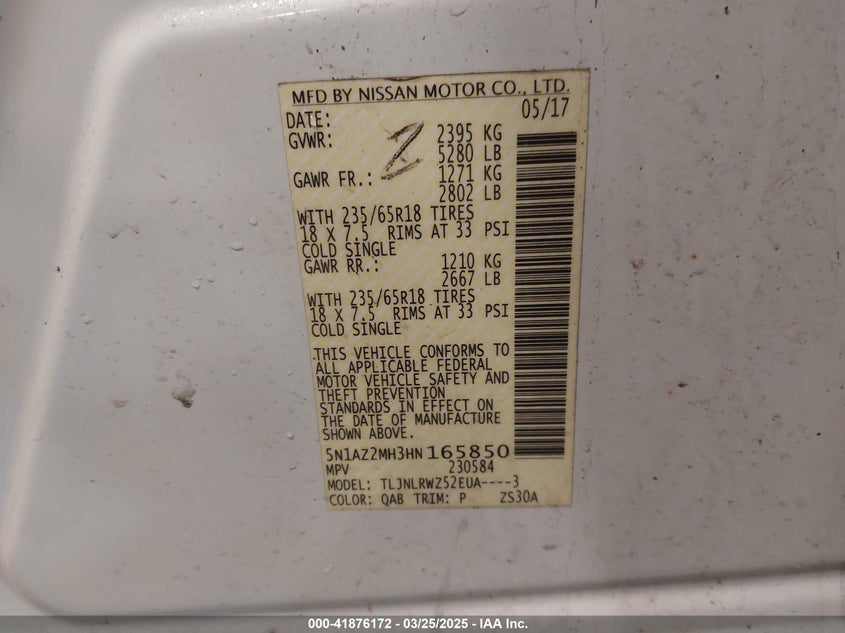 MFD BY NISSAN MOTOR CO., LTD.
DATE: 05/17
GVWR: 2395 KG
5280 LB
GAWR FR.: 1271 KG
2802 LB
WITH 235/65R18 TIRES
18 X 7.5 RIMS AT 33 PSI
COLD SINGLE
GAWR RR.: 1210 KG
2667 LB
WITH 235/65R18 TIRES
18 X 7.5 RIMS AT 33 PSI
COLD SINGLE
THIS VEHICLE CONFORMS TO
ALL APPLICABLE FEDERAL
MOTOR VEHICLE SAFETY AND
THEFT PREVENTION
STANDARDS IN EFFECT ON
THE DATE OF MANUFACTURE
SHOWN ABOVE.
5N1AZ2MH3HN165850
MPV 230584
MODEL: TLJNLRWZ52EUA----3
COLOR: QAB TRIM: P ZS30A
2
000-41876172 - 03/25/2025 - IAA Inc.